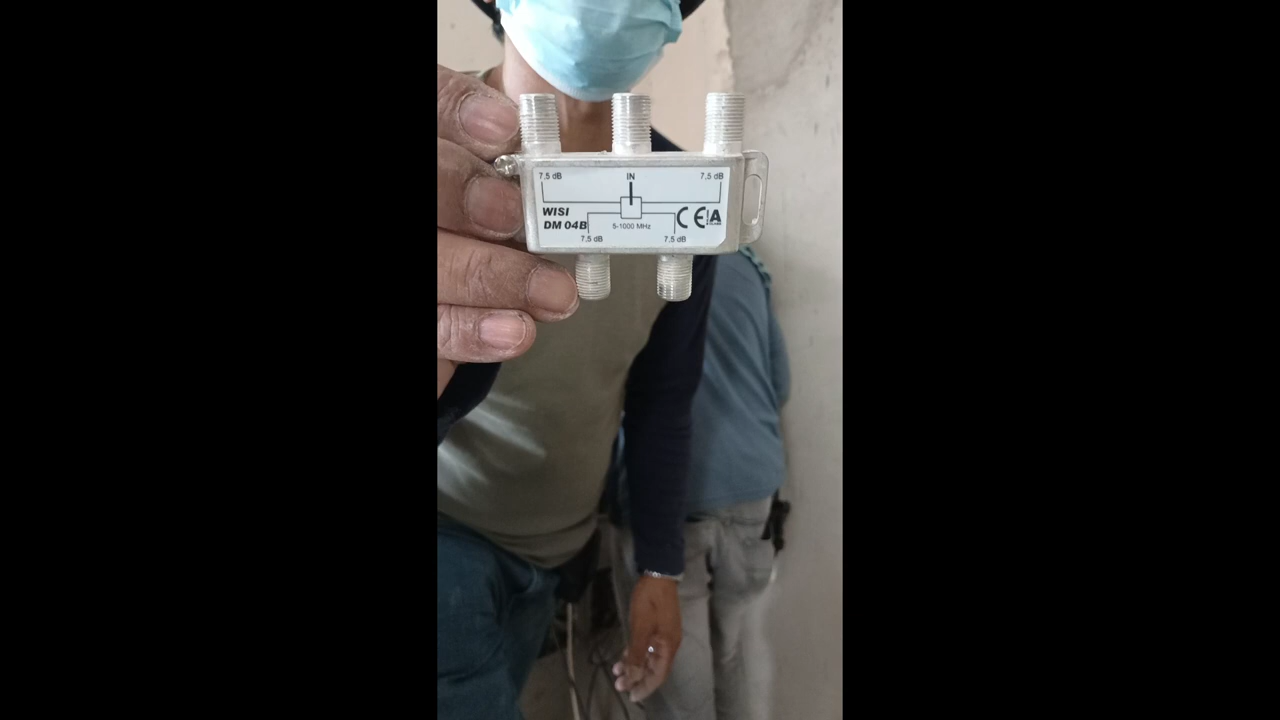 7.5 dB IN 7.5 dB
WISI
DM 04B
CE A
5-1000 MHz
7.5 dB 7.5 dB